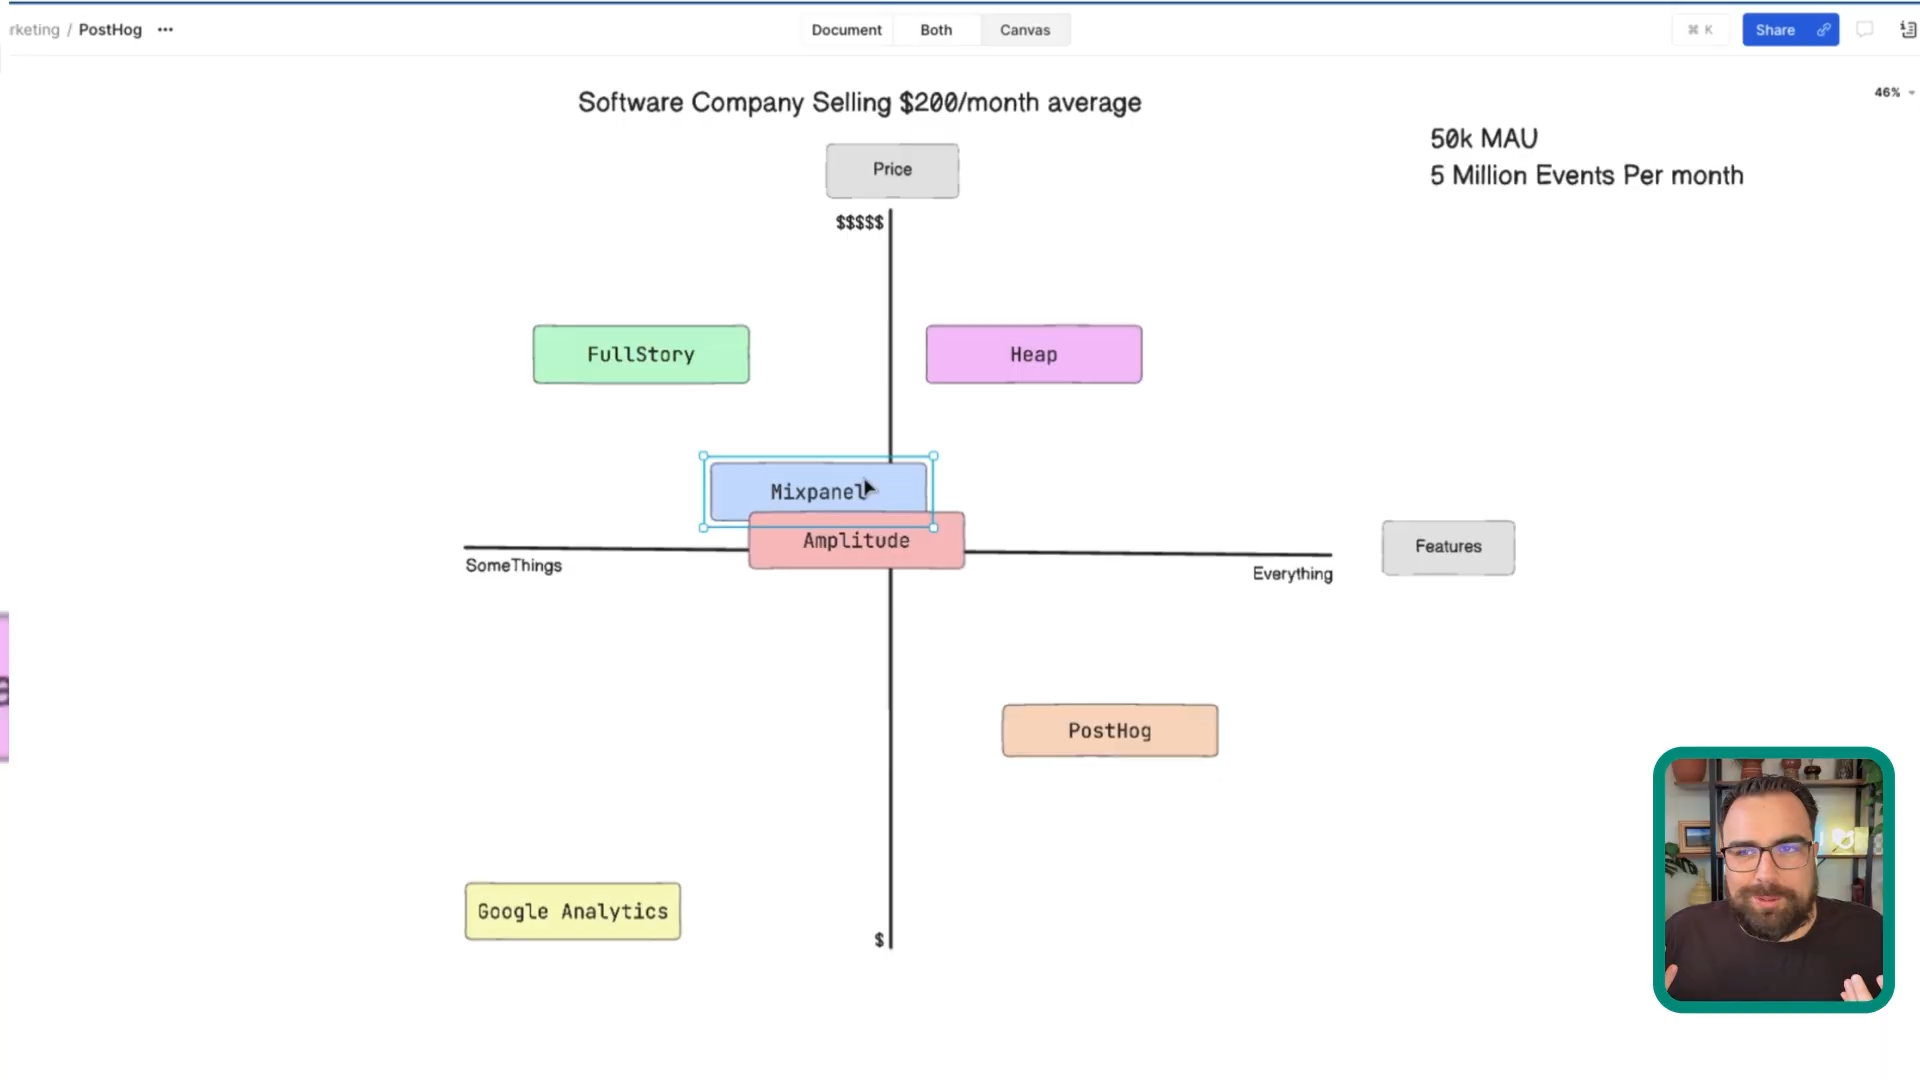 rketing / PostHog •••
Document
Both
Canvas
⌘ K
Share
46%
Software Company Selling $200/month average
50k MAU
5 Million Events Per month
Price
$$$$$
FullStory
Heap
Mixpanel
Amplitude
SomeThings
Everything
Features
PostHog
Google Analytics
$